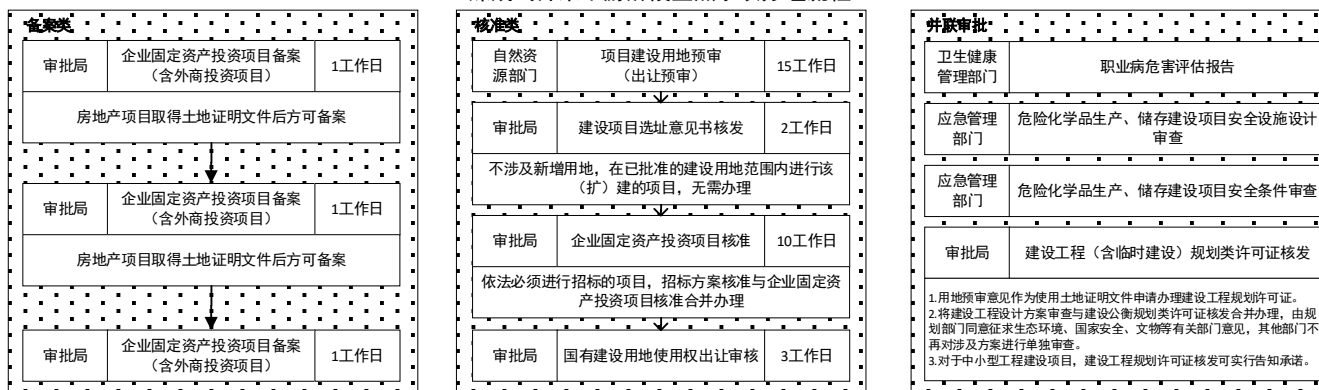 备案类
审批局
企业固定资产投资项目备案
（含外商投资项目）
1工作日
房地产项目取得土地证明文件后方可备案
审批局
企业固定资产投资项目备案
（含外商投资项目）
1工作日
房地产项目取得土地证明文件后方可备案
审批局
企业固定资产投资项目备案
（含外商投资项目）
1工作日
核准类
自然资
源部门
项目建设用地预审
（出让预审）
15工作日
审批局
建设项目选址意见书核发
2工作日
不涉及新增用地，在已批准的建设用地范围内进行该
（扩）建的项目，无需办理
审批局
企业固定资产投资项目核准
10工作日
依法必须进行招标的项目，招标方案核准与企业固定资
产投资项目核准合并办理
审批局
国有建设用地使用权出让审核
3工作日
并联审批
卫生健康
管理部门
职业病危害评估报告
应急管理
部门
危险化学品生产、储存建设项目安全设施设计
审查
应急管理
部门
危险化学品生产、储存建设项目安全条件审查
审批局
建设工程（含临时建设）规划类许可证核发
1.用地预审意见作为使用土地证明文件申请办理建设工程规划许可证。
2.将建设工程设计方案审查与建设公衡规划类许可证核发合并办理，由规
划部门同意征求生态环境、国家安全、文物等有关部门意见，其他部门不
再对涉及方案进行单独审查。
3.对于中小型工程建设项目，建设工程规划许可证核发可实行告知承诺。